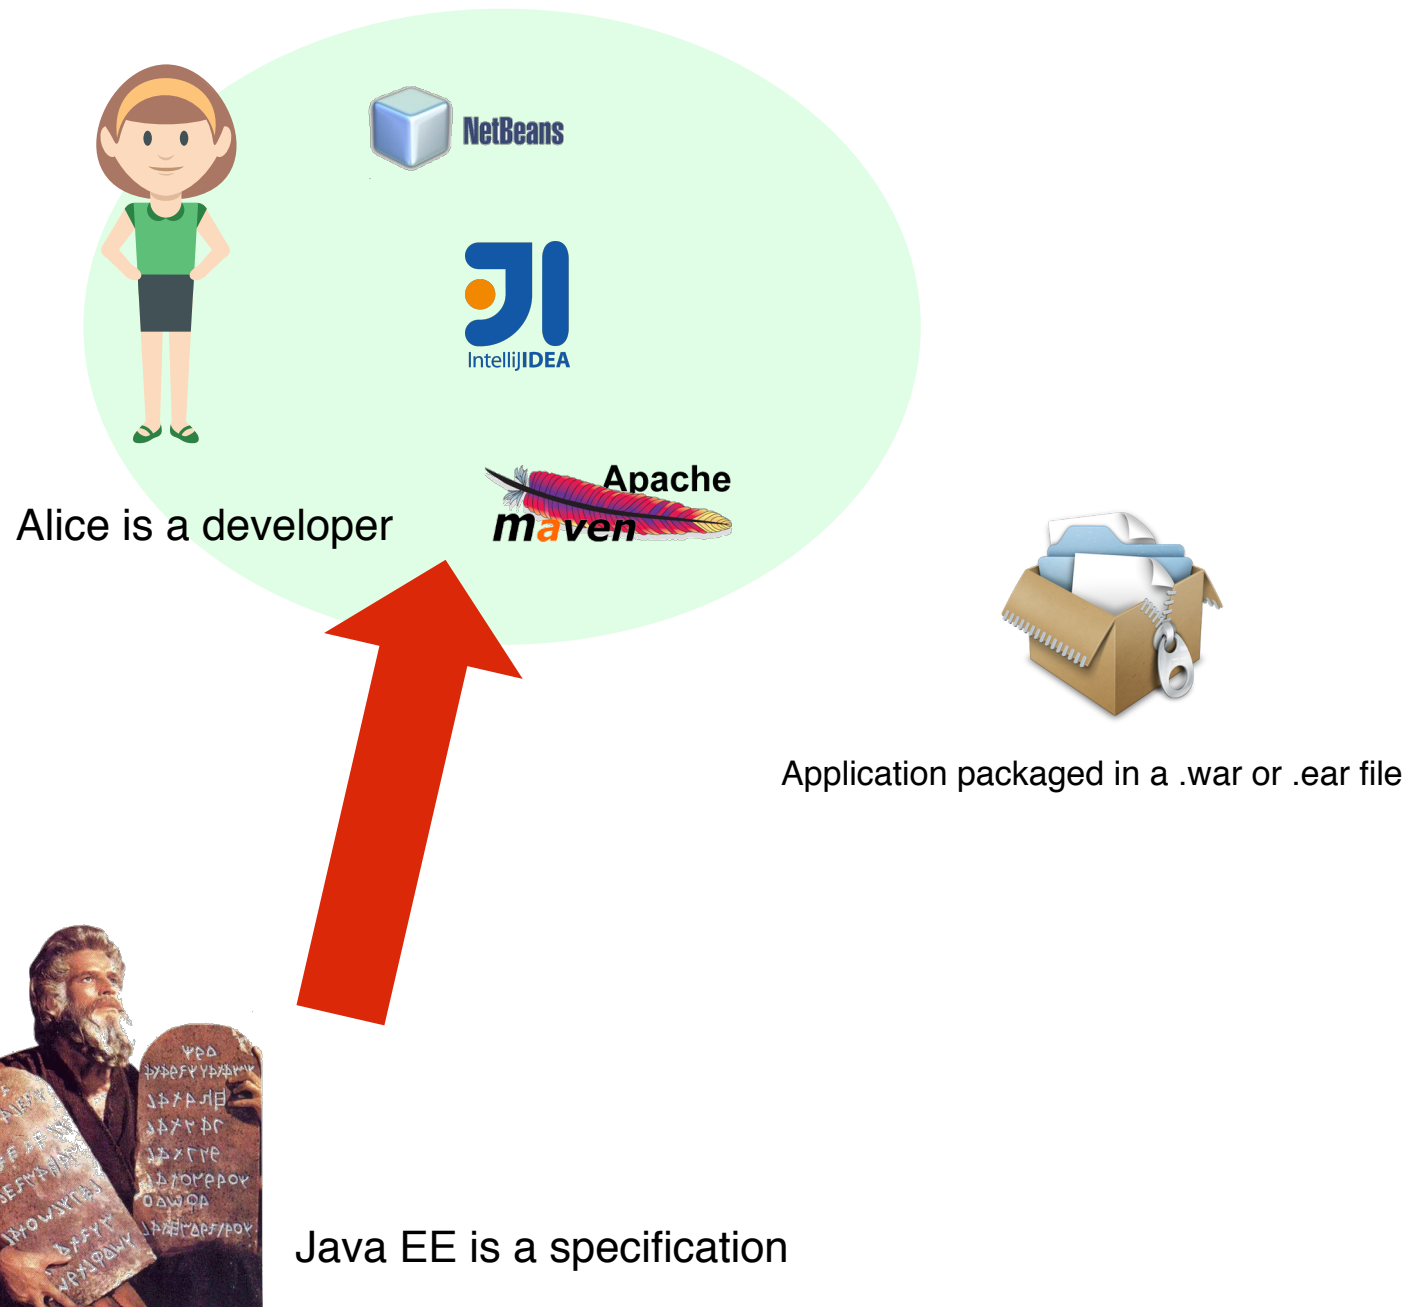 NetBeans
IntelliJIDEA
Apache
maven
Alice is a developer
Application packaged in a .war or .ear file
Java EE is a specification